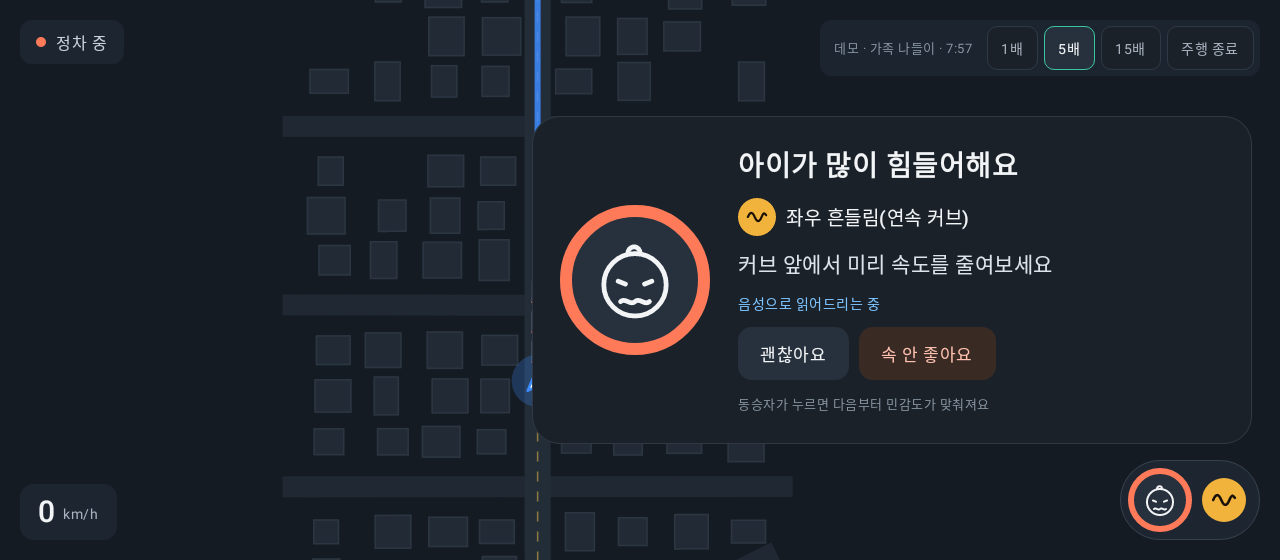 정차 중
데모 · 가족 나들이 · 7:57
1배
5배
15배
주행 종료
아이가 많이 힘들어해요
좌우 흔들림(연속 커브)
커브 앞에서 미리 속도를 줄여보세요
음성으로 읽어드리는 중
괜찮아요
속 안 좋아요
동승자가 누르면 다음부터 민감도가 맞춰져요
0 km/h